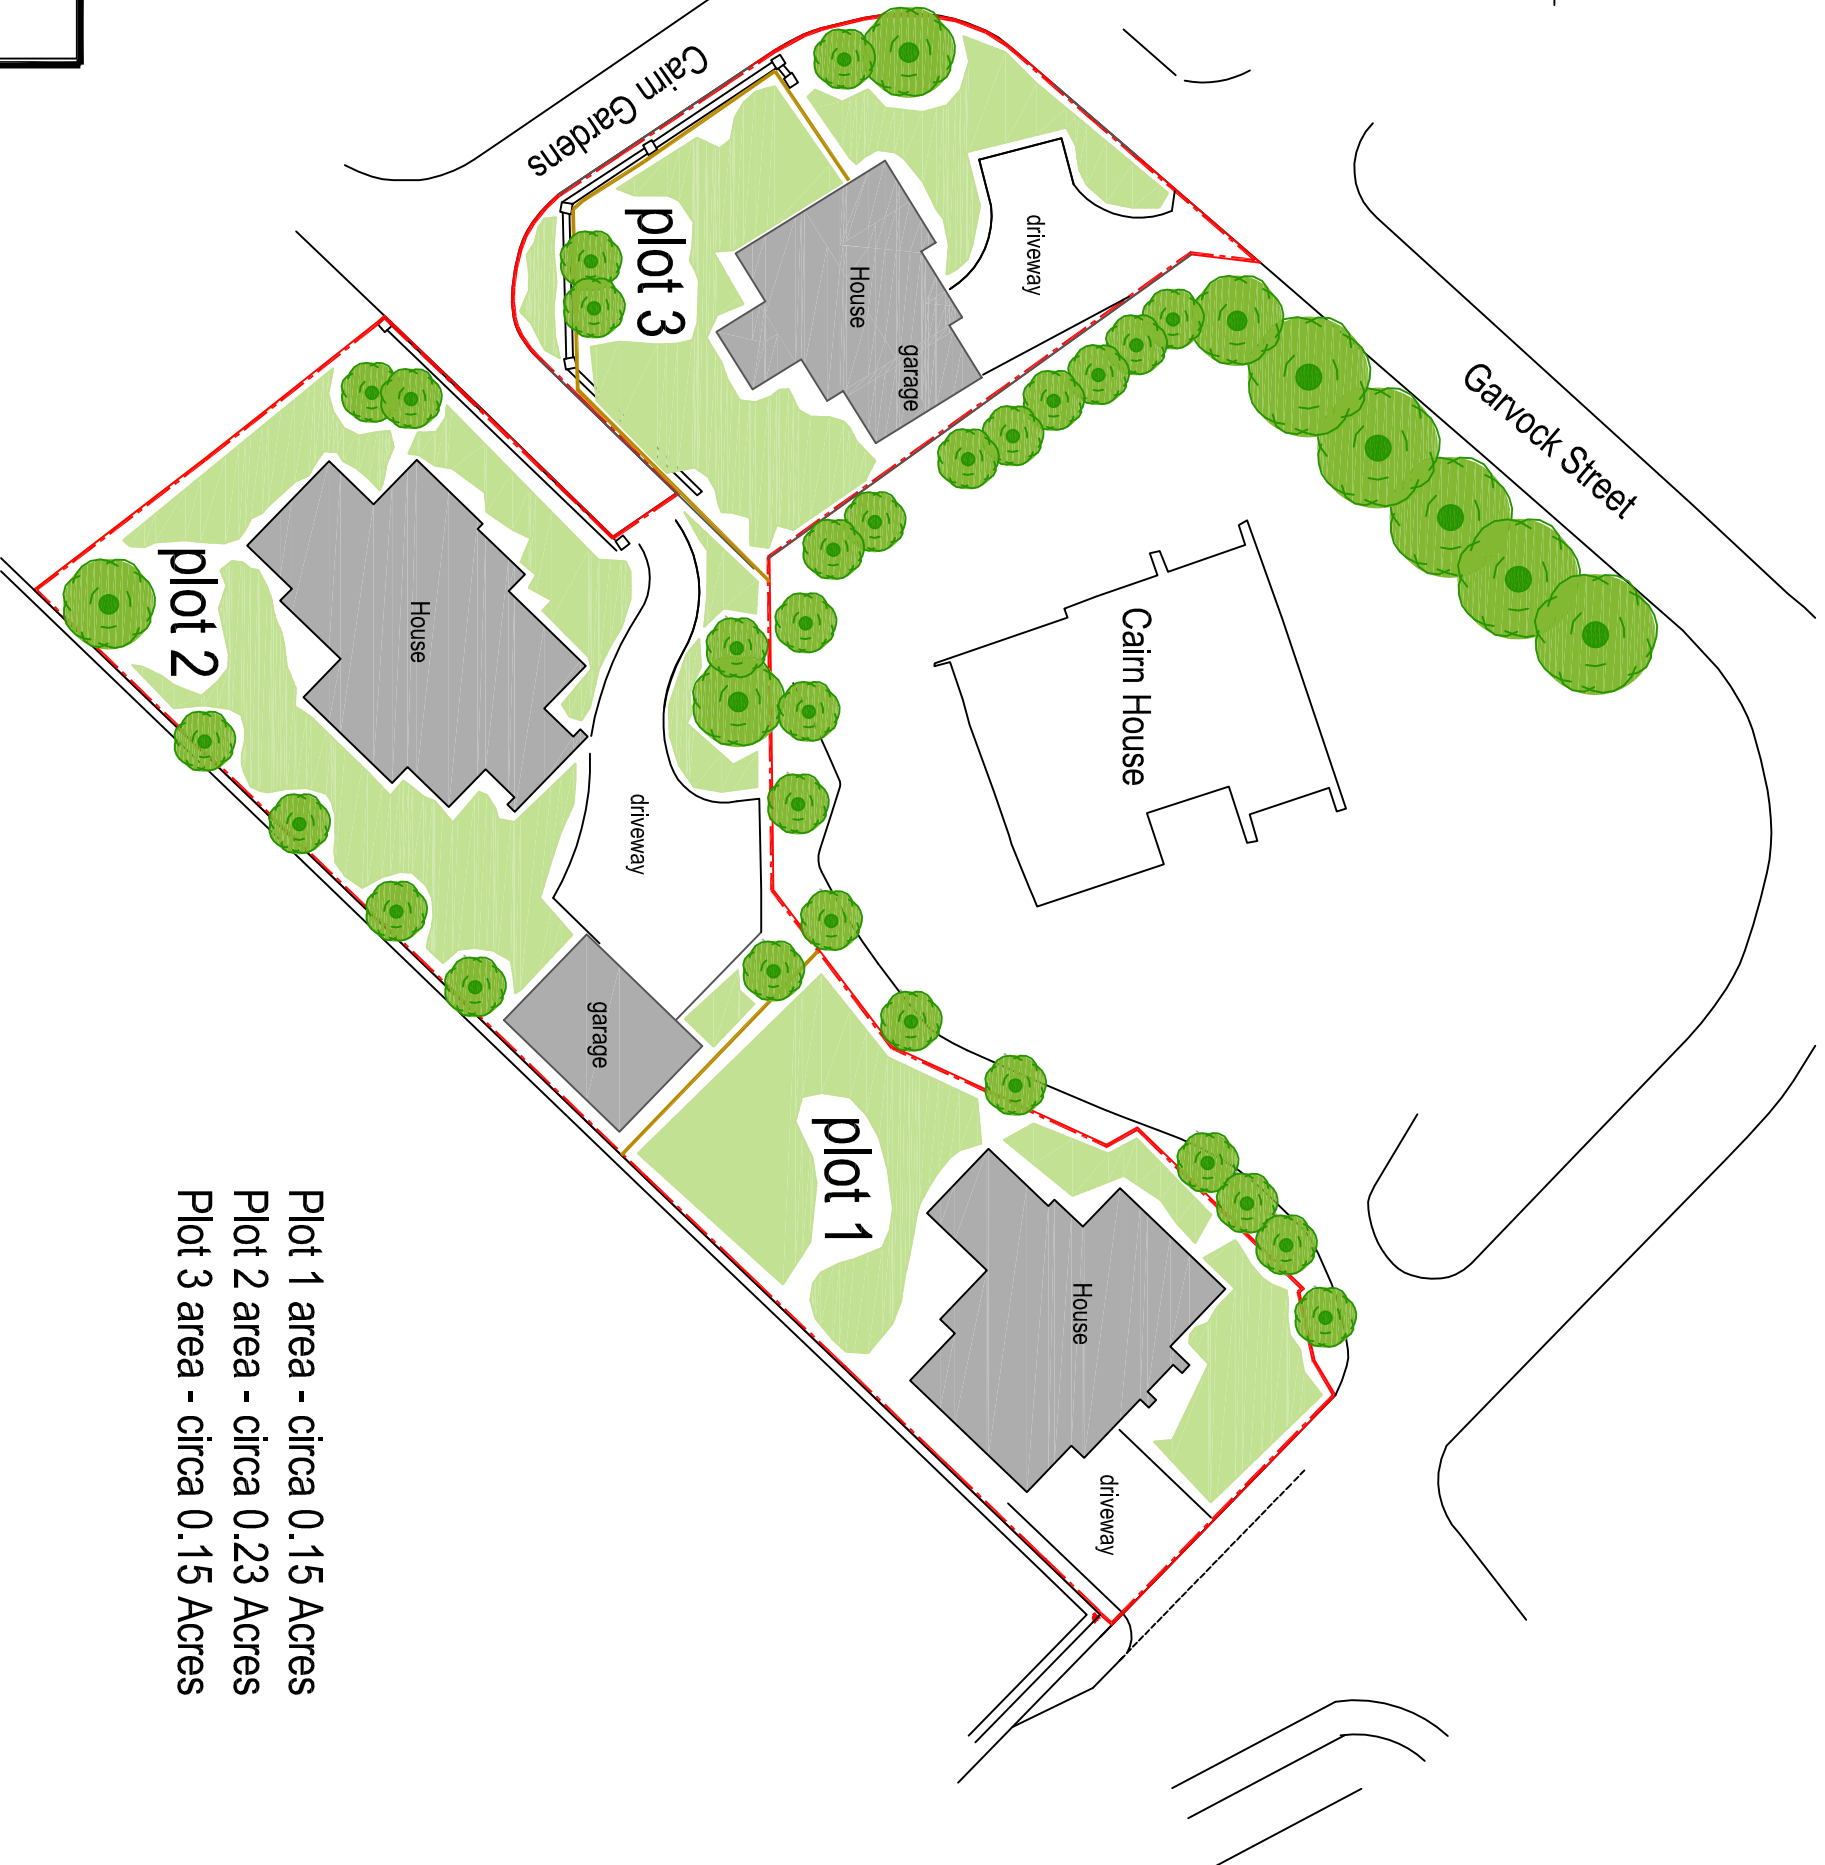 Cairn Gardens
Garvock Street
driveway
House
garage
plot 3
Cairn House
House
plot 2
driveway
garage
plot 1
House
driveway
Plot 1 area - circa 0.15 Acres
Plot 2 area - circa 0.23 Acres
Plot 3 area - circa 0.15 Acres